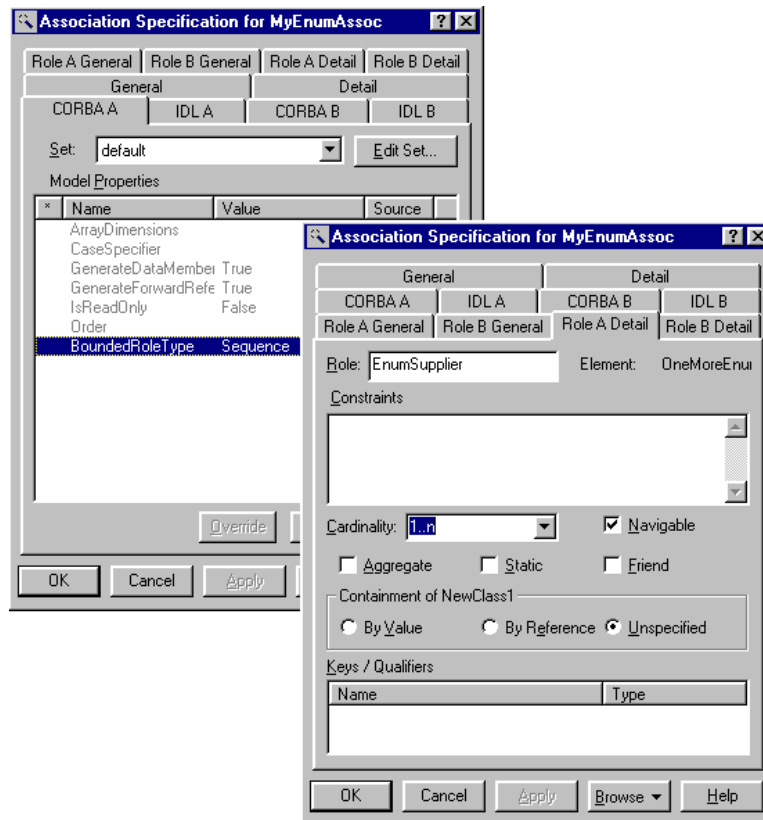 Association Specification for MyEnumAssoc
Role A General Role B General Role A Detail Role B Detail
General Detail
CORBA A IDL A CORBA B IDL B
Set: default Edit Set...
Model Properties
* Name Value Source
ArrayDimensions
CaseSpecifier
GenerateDataMember True
GenerateForwardRefe True
IsReadOnly False
Order
BoundedRoleType Sequence
Override
OK Cancel Apply
Association Specification for MyEnumAssoc
General Detail
CORBA A IDL A CORBA B IDL B
Role A General Role B General Role A Detail Role B Detail
Role: EnumSupplier Element: OneMoreEnu
Constraints
Cardinality: 1..n Navigable
Aggregate Static Friend
Containment of NewClass1
By Value By Reference Unspecified
Keys / Qualifiers
Name Type
OK Cancel Apply Browse Help